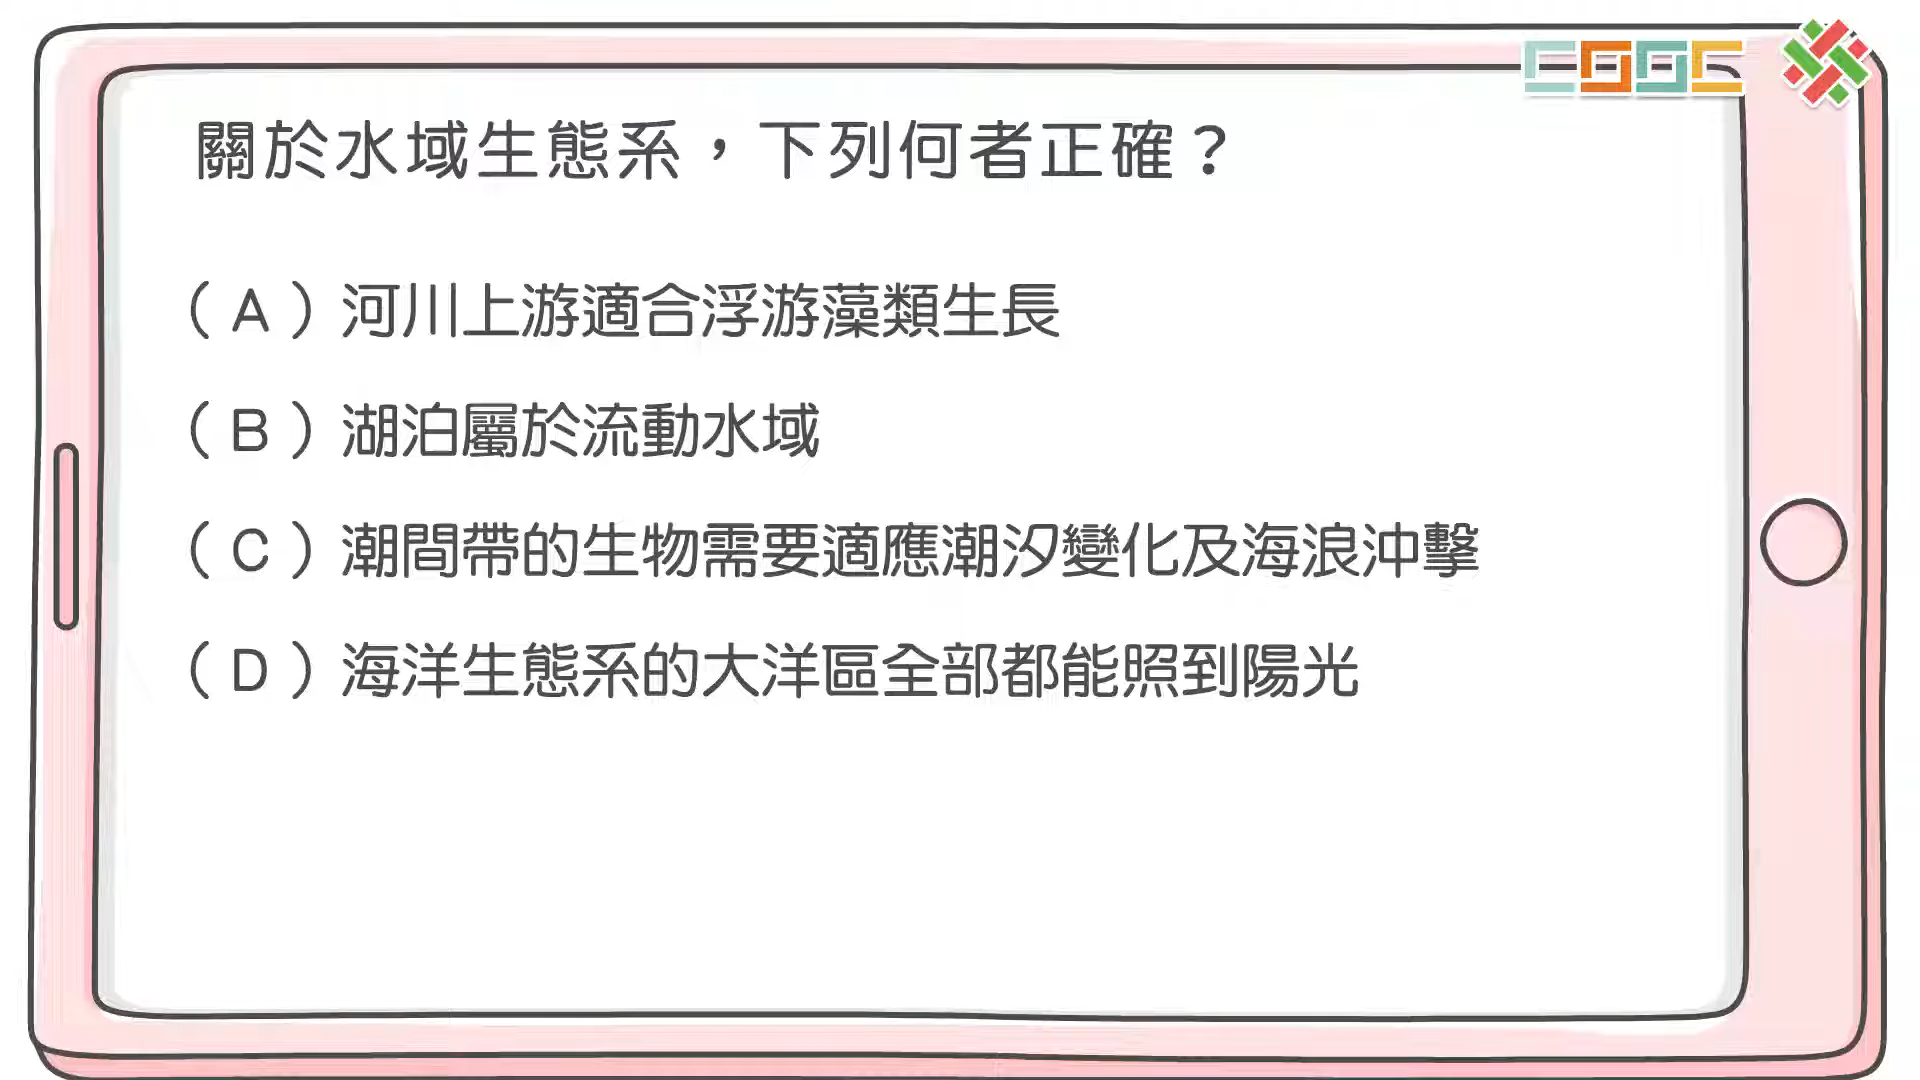 關於水域生態系，下列何者正確？
（A）河川上游適合浮游藻類生長
（B）湖泊屬於流動水域
（C）潮間帶的生物需要適應潮汐變化及海浪沖擊
（D）海洋生態系的大洋區全部都能照到陽光